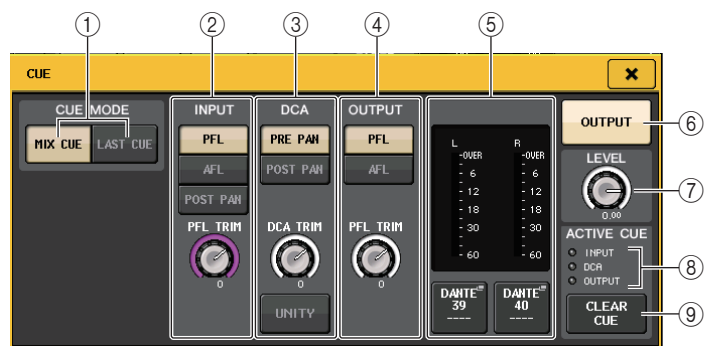 ① ② ③ ④ ⑤
CUE
CUE MODE
MIX CUE LAST CUE
INPUT
PFL
AFL
POST PAN
PFL TRIM
0
DCA
PRE PAN
POST PAN
DCA TRIM
0
UNITY
OUTPUT
PFL
AFL
PFL TRIM
0
L R
-OVER -OVER
- 6 - 6
- 12 - 12
- 18 - 18
- 30 - 30
- 60 - 60
DANTE DANTE
39 40
---- ----
OUTPUT ⑥
LEVEL
⑦
0.00
ACTIVE CUE
INPUT
DCA ⑧
OUTPUT
CLEAR
CUE ⑨